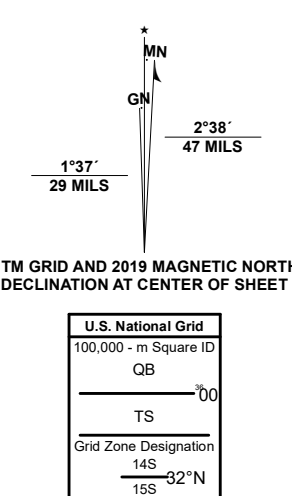 ★
MN
GN
2°38´
47 MILS
1°37´
29 MILS
TM GRID AND 2019 MAGNETIC NORTH
DECLINATION AT CENTER OF SHEET
U.S. National Grid
100,000 - m Square ID
QB
³⁶00
TS
Grid Zone Designation
14S
32°N
15S